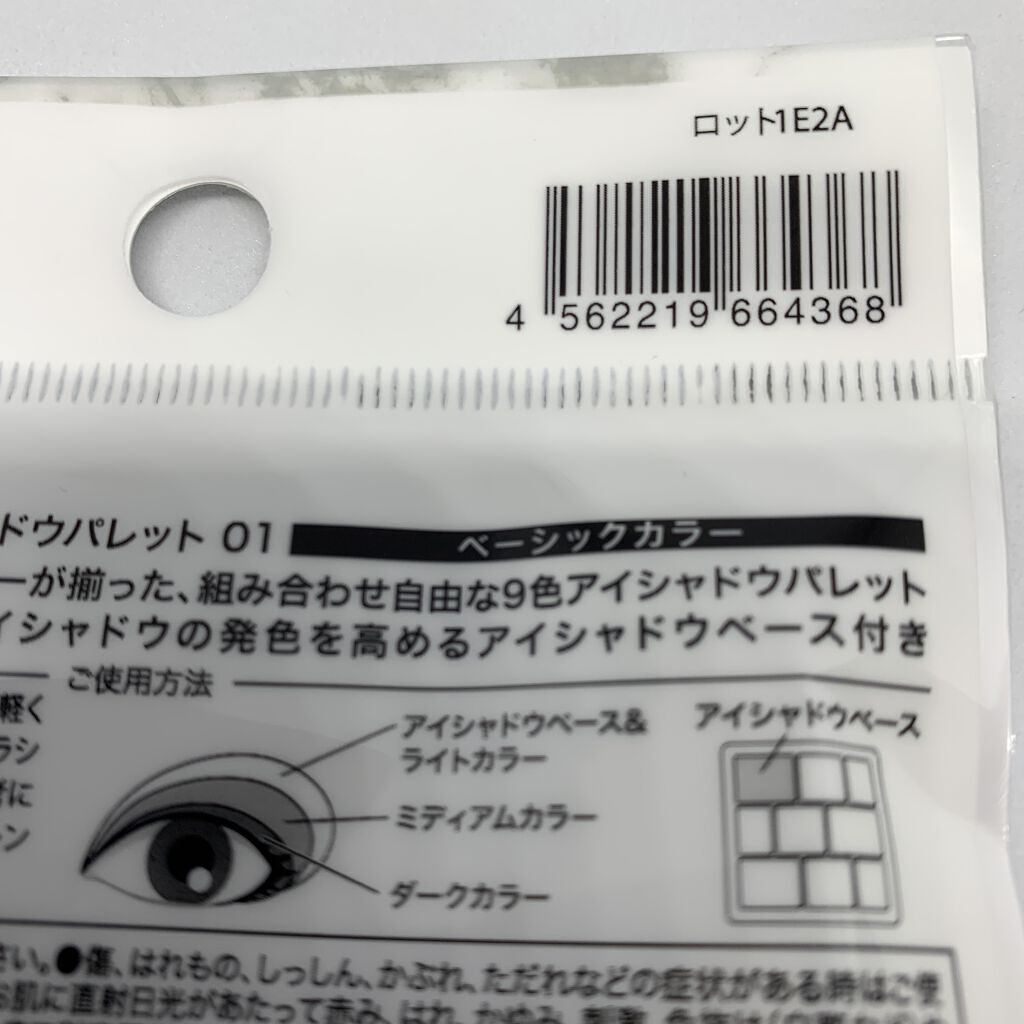 ロット1E2A
4 562219 664368
ドウパレット 01 ベーシックカラー
ーが揃った、組み合わせ自由な9色アイシャドウパレット
イシャドウの発色を高めるアイシャドウベース付き
ご使用方法
軽く
ラシ
に
ン
アイシャドウベース&
ライトカラー
ミディアムカラー
ダークカラー
アイシャドウベース
さい。●傷、はれもの、しっしん、かぶれ、ただれなどの症状がある時はご使
お肌に直射日光があたって赤み、はれ、かゆみ、刺激、